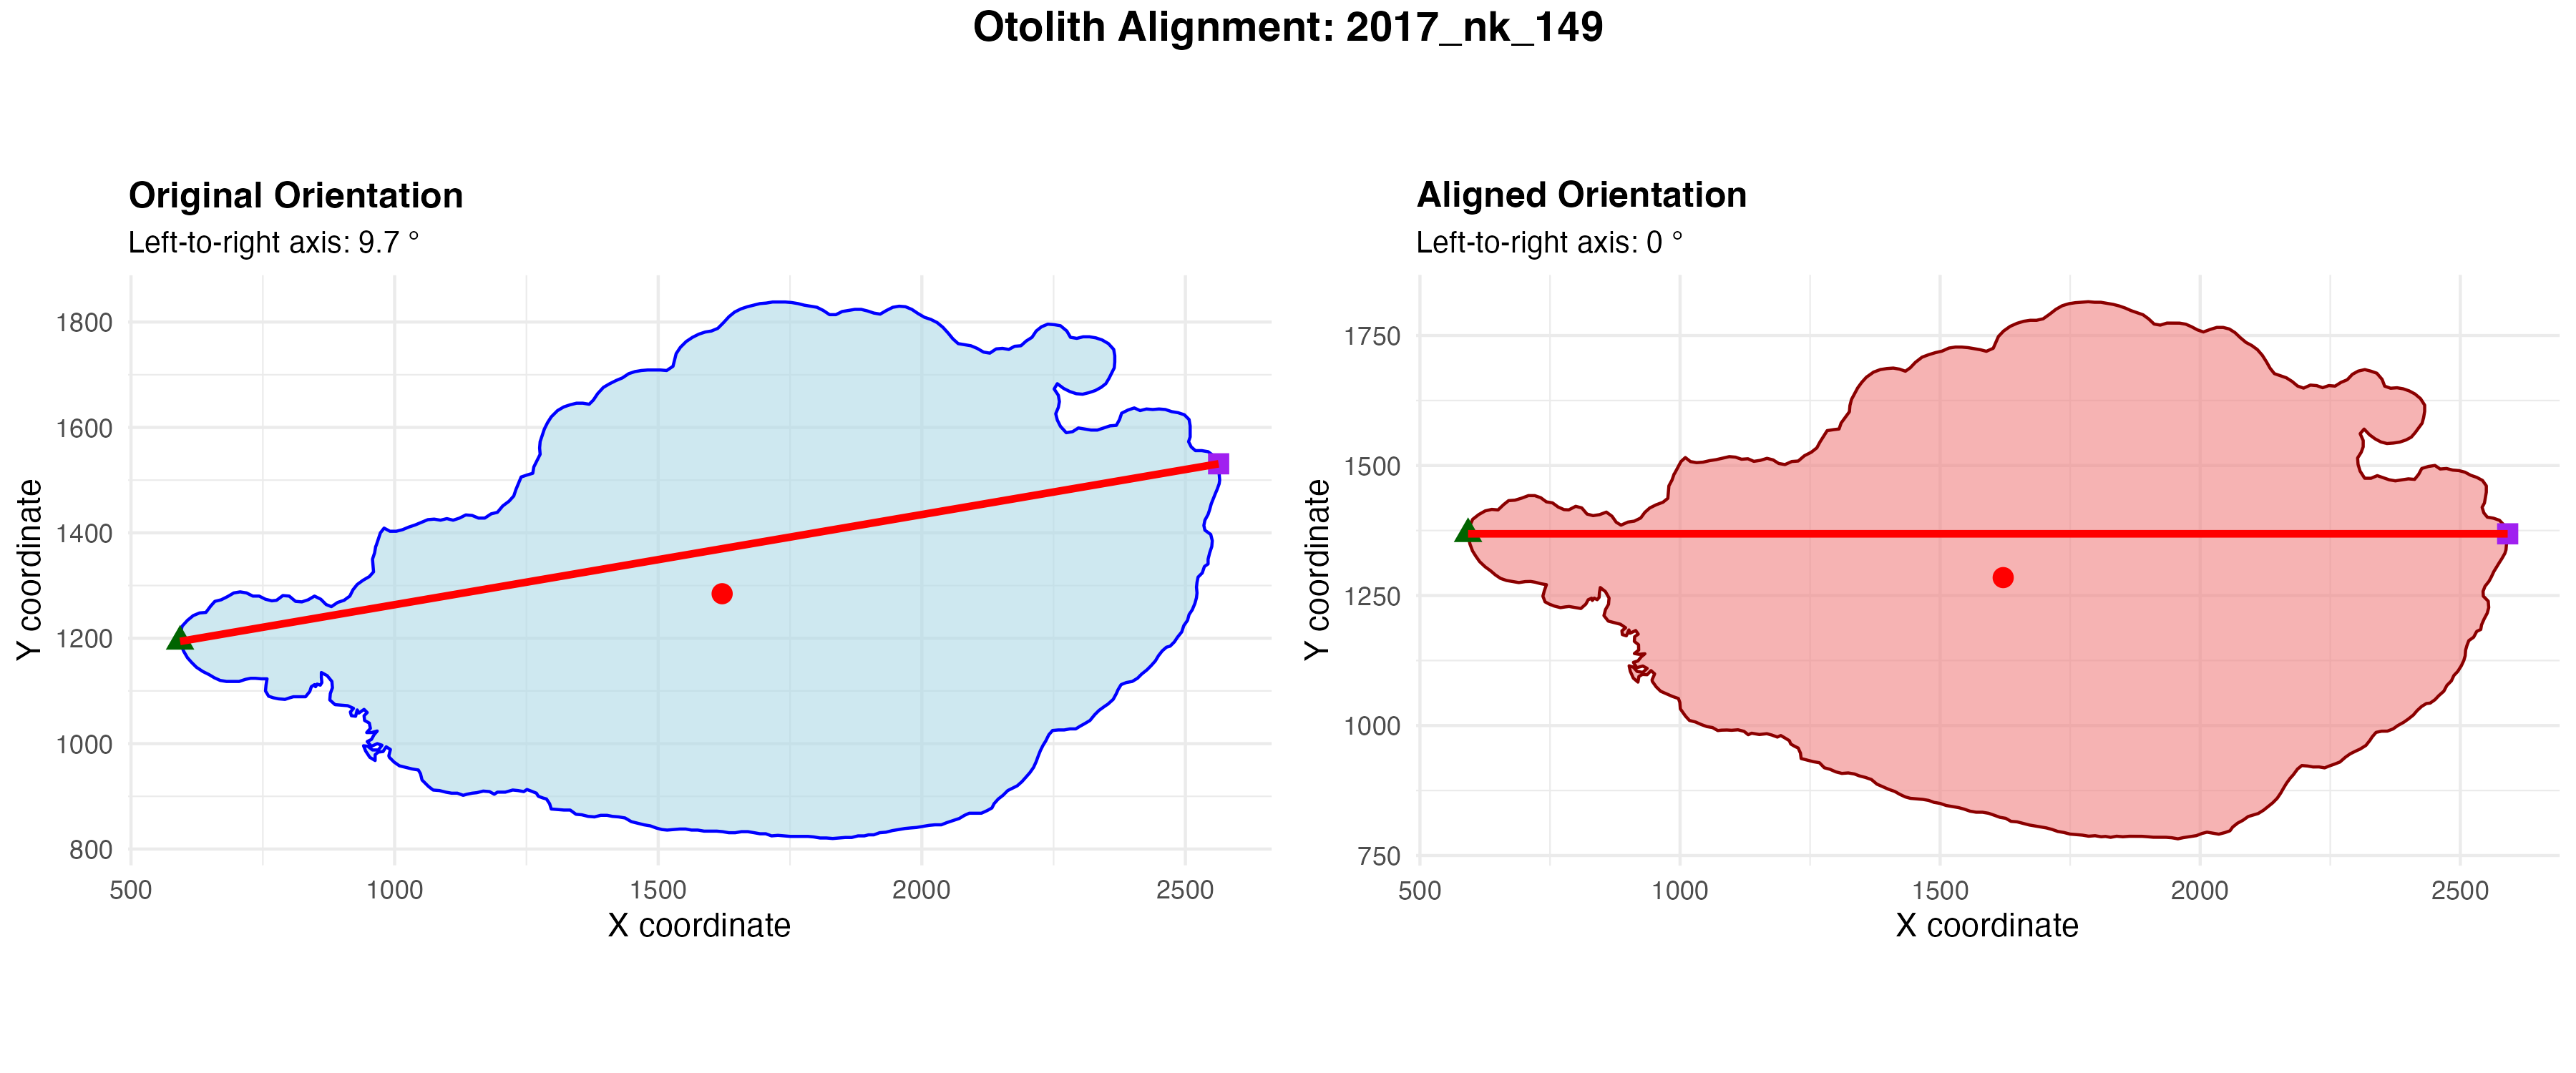 Otolith Alignment: 2017_nk_149
Original Orientation
Left-to-right axis: 9.7 °
1800
1600
1400
1200
1000
800
Y coordinate
500 1000 1500 2000 2500
X coordinate
Aligned Orientation
Left-to-right axis: 0 °
1750
1500
1250
1000
750
Y coordinate
500 1000 1500 2000 2500
X coordinate